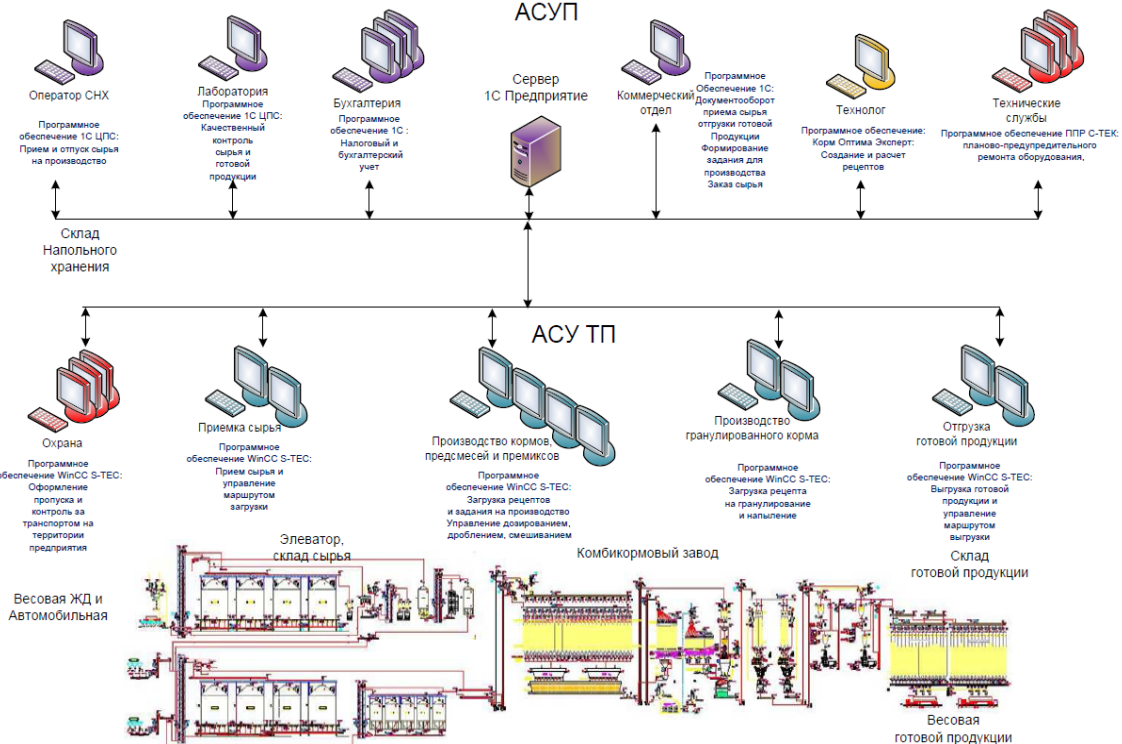 АСУП
Оператор СНХ
Программное
обеспечение 1С ЦПС:
Прием и отпуск сырья
на производство
Лаборатория
Программное
обеспечение 1С ЦПС:
Качественный
контроль
сырья и
готовой
продукции
Бухгалтерия
Программное
обеспечение 1С :
Налоговый и
бухгалтерский
учет
Сервер
1С Предприятие
Коммерческий
отдел
Программное
Обеспечение 1С:
Документооборот
приема сырья
отгрузки готовой
Продукции
Формирование
задания для
производства
Заказ сырья
Технолог
Программное обеспечение:
Корм Оптима Эксперт:
Создание и расчет
рецептов
Технические
службы
Программное обеспечение ППР С-ТЕК:
планово-предупредительного
ремонта оборудования,
Склад
Напольного
хранения
АСУ ТП
Охрана
Программное
обеспечение WinCC S-TEC:
Оформление
пропуска и
контроль за
транспортом на
территории
предприятия
Приемка сырья
Программное
обеспечение WinCC S-TEC:
Прием сырья и
управление
маршрутом
загрузки
Производство кормов,
предсмесей и премиксов
Программное
обеспечение WinCC S-TEC:
Загрузка рецептов
и задания на производство
Управление дозированием,
дроблением, смешиванием
Производство
гранулированного корма
Программное
обеспечение WinCC S-TEC:
Загрузка рецепта
на гранулирование
и напыление
Отгрузка
готовой продукции
Программное
обеспечение WinCC S-TEC:
Выгрузка готовой
продукции и
управление
маршрутом
выгрузки
Элеватор,
склад сырья
Комбикормовый завод
Склад
готовой продукции
Весовая ЖД и
Автомобильная
Весовая
готовой продукции